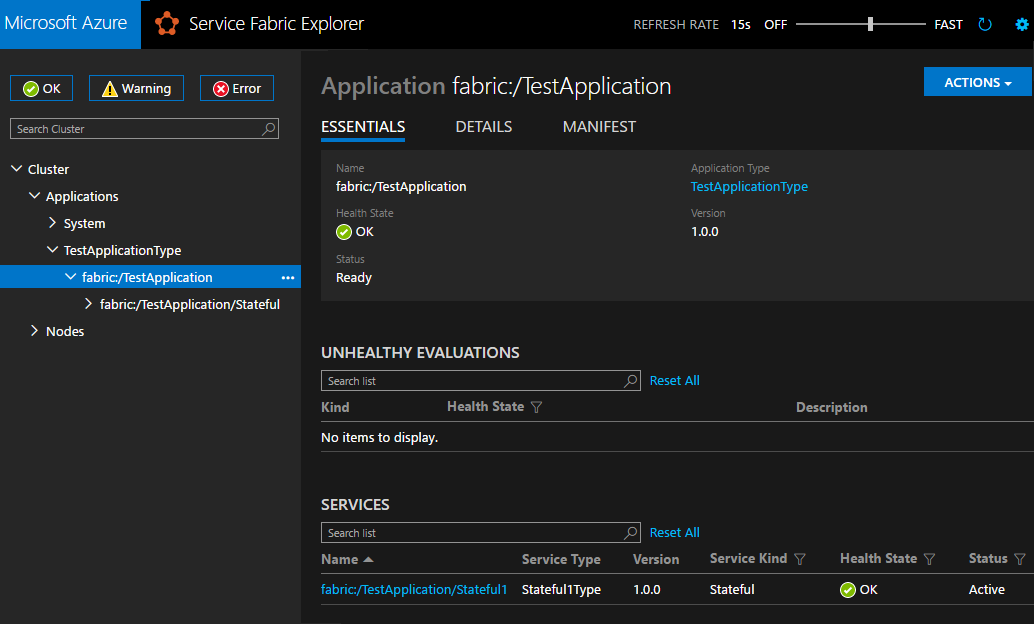 Microsoft Azure Service Fabric Explorer REFRESH RATE 15s OFF FAST
OK Warning Error
Search Cluster
Cluster
Applications
System
TestApplicationType
fabric:/TestApplication ...
fabric:/TestApplication/Stateful
Nodes
Application fabric:/TestApplication ACTIONS
ESSENTIALS DETAILS MANIFEST
Name Application Type
fabric:/TestApplication TestApplicationType
Health State Version
OK 1.0.0
Status
Ready
UNHEALTHY EVALUATIONS
Search list Reset All
Kind Health State Description
No items to display.
SERVICES
Search list Reset All
Name Service Type Version Service Kind Health State Status
fabric:/TestApplication/Stateful1 Stateful1Type 1.0.0 Stateful OK Active